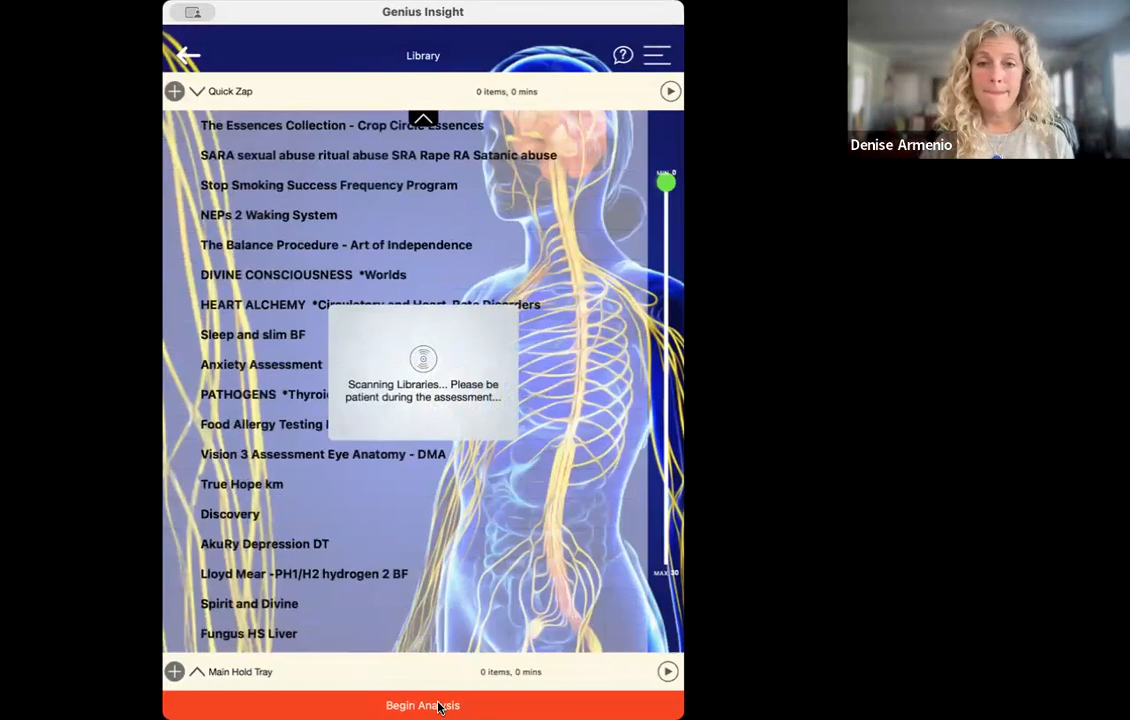 Genius Insight
Library
Quick Zap
0 items, 0 mins
The Essences Collection - Crop Circle Essences
SARA sexual abuse ritual abuse SRA Rape RA Satanic abuse
Stop Smoking Success Frequency Program
NEPs 2 Waking System
The Balance Procedure - Art of Independence
DIVINE CONSCIOUSNESS *Worlds
HEART ALCHEMY *Circulatory and Heart Rate Disorders
Sleep and slim BF
Anxiety Assessment
PATHOGENS
Food Allergy Testing
Scanning Libraries... Please be
patient during the assessment...
Vision 3 Assessment Eye Anatomy - DMA
True Hope km
Discovery
AkuRy Depression DT
Lloyd Mear -PH1/H2 hydrogen 2 BF
Spirit and Divine
Fungus HS Liver
MIN 0
MAX 30
Main Hold Tray
0 items, 0 mins
Begin Analysis
Denise Armenio